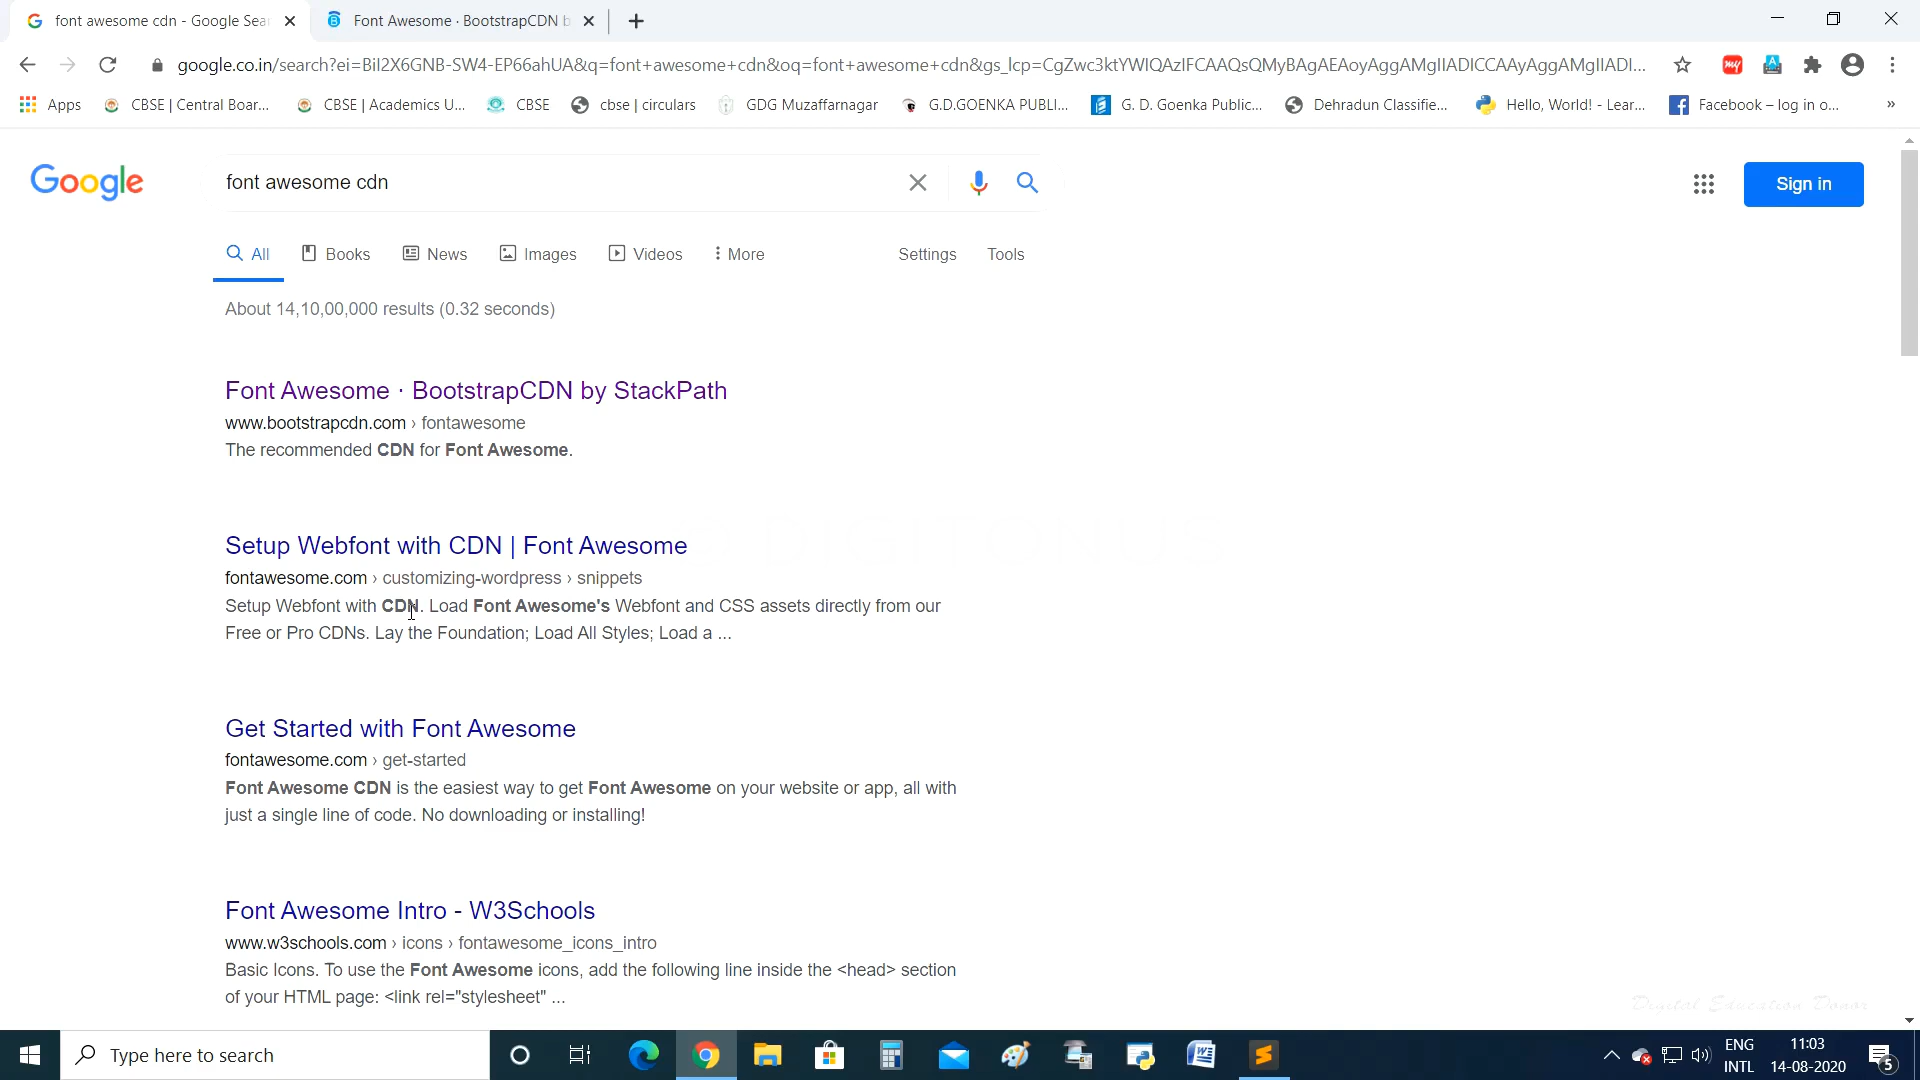 font awesome cdn - Google Sear
Font Awesome · BootstrapCDN b
google.co.in/search?ei=BiI2X6GNB-SW4-EP66ahUA&q=font+awesome+cdn&oq=font+awesome+cdn&gs_lcp=CgZwc3ktYWIQAzIFCAAQsQMyBAgAEAoyAggAMgIIADICCAAyAggAMgIIADI...
Apps
CBSE | Central Boar...
CBSE | Academics U...
CBSE
cbse | circulars
GDG Muzaffarnagar
G.D.GOENKA PUBLI...
G. D. Goenka Public...
Dehradun Classifie...
Hello, World! - Lear...
Facebook – log in o...
»
Google
font awesome cdn
Sign in
All
Books
News
Images
Videos
More
Settings
Tools
About 14,10,00,000 results (0.32 seconds)
Font Awesome · BootstrapCDN by StackPath
www.bootstrapcdn.com › fontawesome
The recommended CDN for Font Awesome.
Setup Webfont with CDN | Font Awesome
fontawesome.com › customizing-wordpress › snippets
Setup Webfont with CDN. Load Font Awesome's Webfont and CSS assets directly from our
Free or Pro CDNs. Lay the Foundation; Load All Styles; Load a ...
Get Started with Font Awesome
fontawesome.com › get-started
Font Awesome CDN is the easiest way to get Font Awesome on your website or app, all with
just a single line of code. No downloading or installing!
Font Awesome Intro - W3Schools
www.w3schools.com › icons › fontawesome_icons_intro
Basic Icons. To use the Font Awesome icons, add the following line inside the <head> section
of your HTML page: <link rel="stylesheet" ...
Digital Education Donor
Type here to search
ENG
INTL
11:03
14-08-2020
5